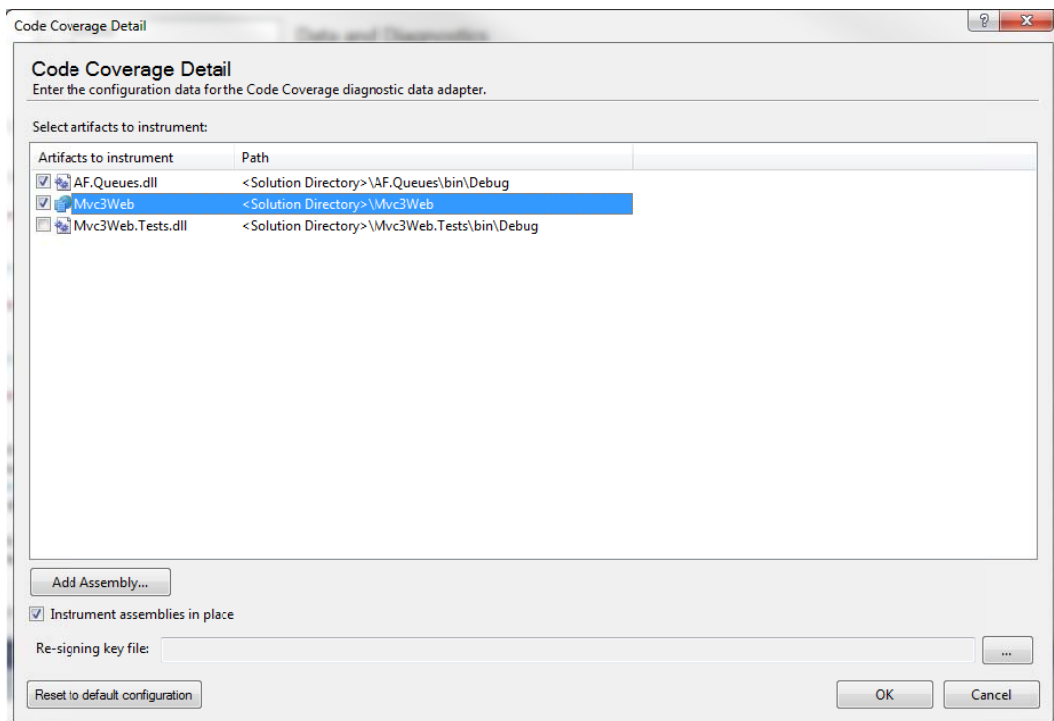 Code Coverage Detail
Data and Diagnostics
Code Coverage Detail
Enter the configuration data for the Code Coverage diagnostic data adapter.
Select artifacts to instrument:
Artifacts to instrument Path
AF.Queues.dll <Solution Directory>\AF.Queues\bin\Debug
Mvc3Web <Solution Directory>\Mvc3Web
Mvc3Web.Tests.dll <Solution Directory>\Mvc3Web.Tests\bin\Debug
Add Assembly...
Instrument assemblies in place
Re-signing key file: ...
Reset to default configuration OK Cancel